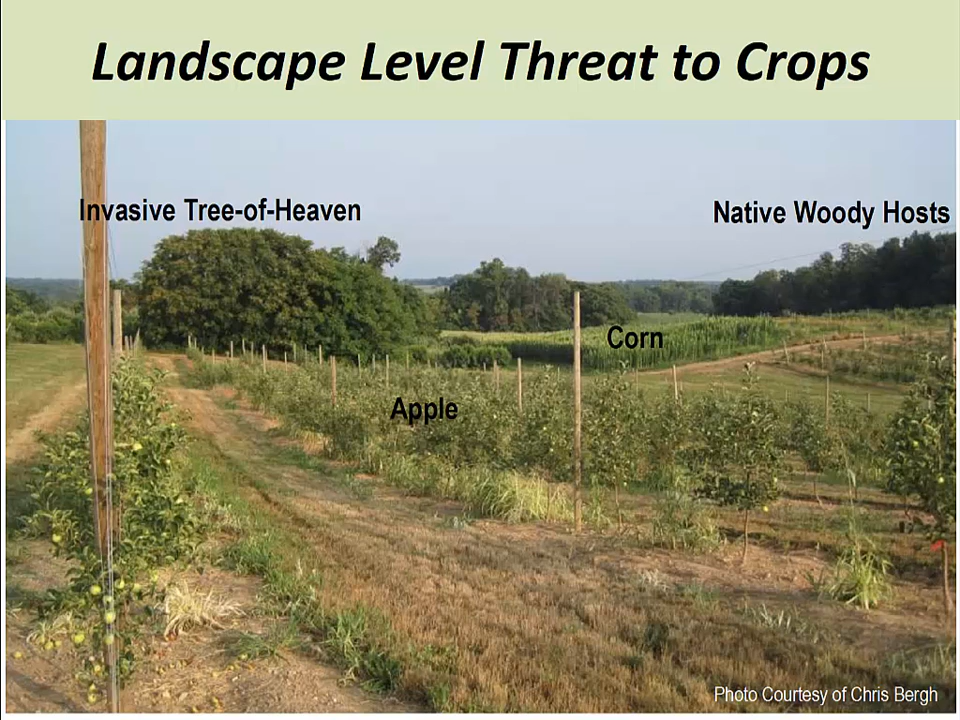 Landscape Level Threat to Crops
Invasive Tree-of-Heaven
Native Woody Hosts
Corn
Apple
Photo Courtesy of Chris Bergh